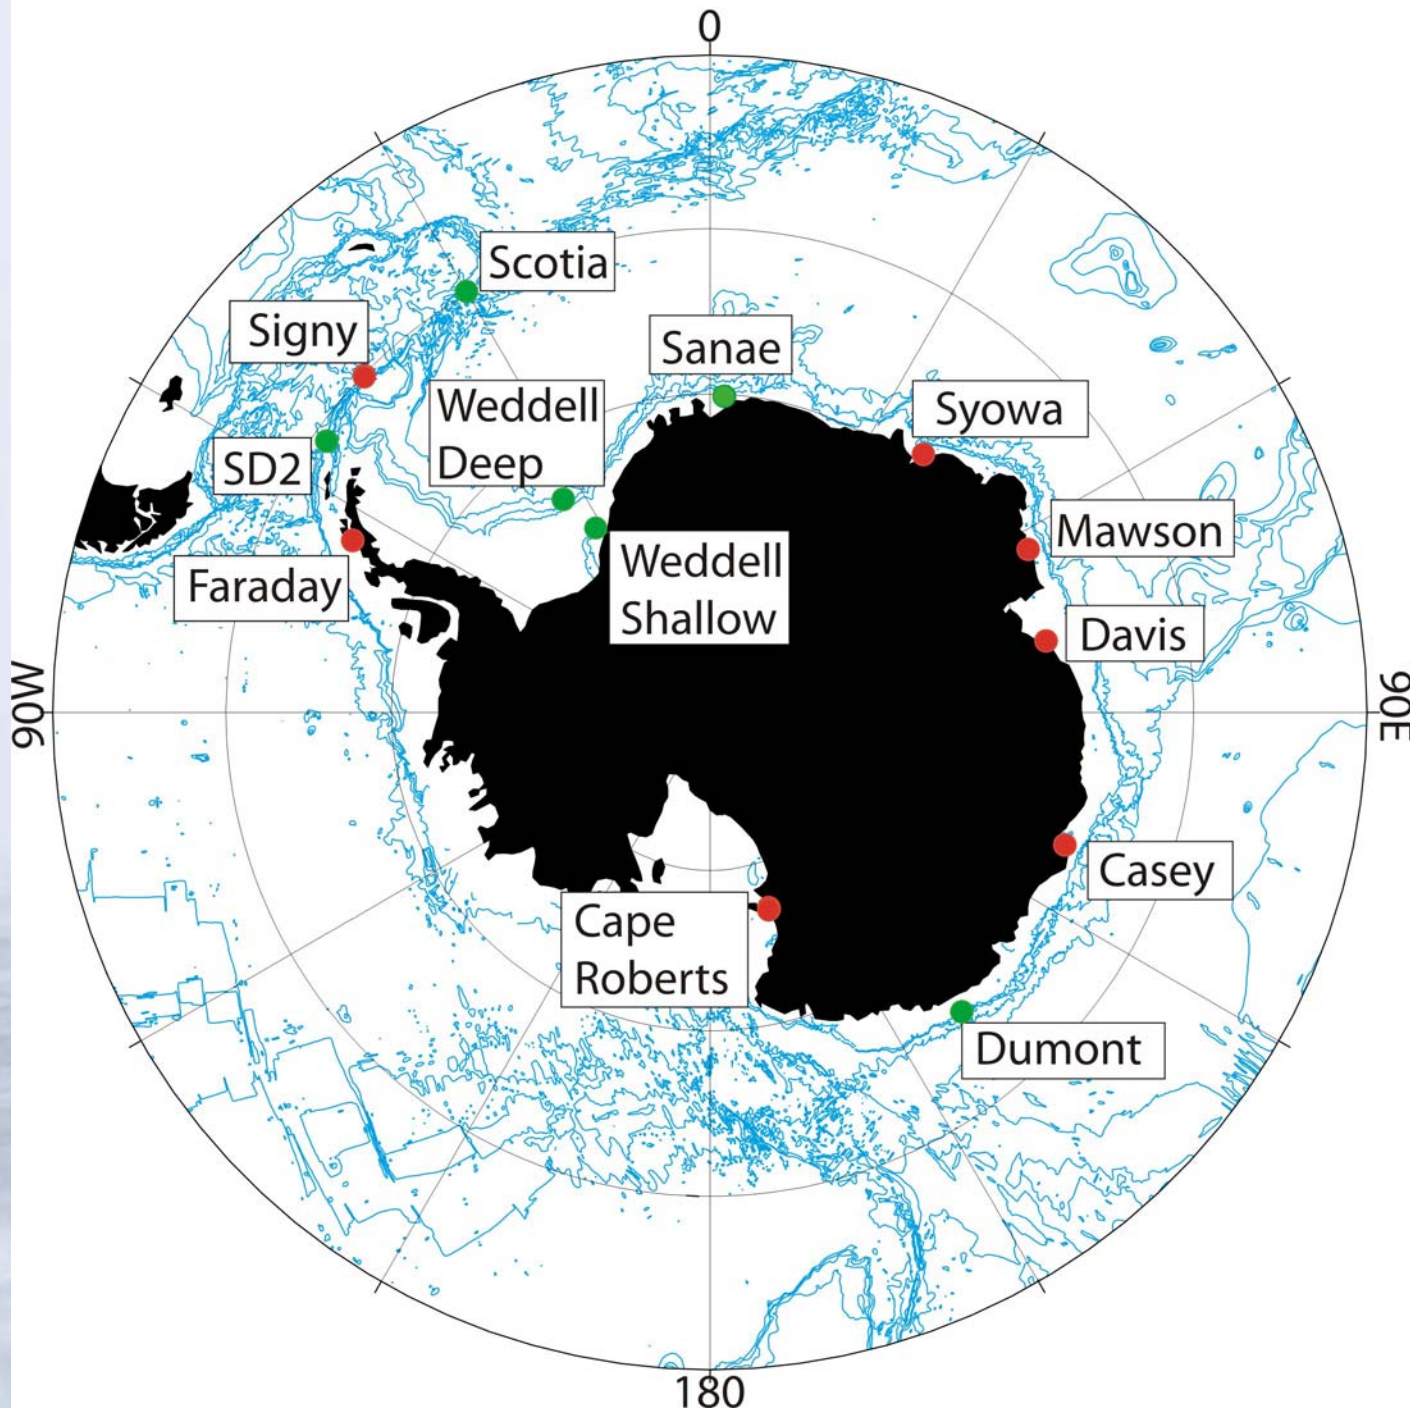 0
Scotia
Signy
Sanae
Weddell
Deep
Syowa
SD2
Mawson
Weddell
Shallow
Faraday
Davis
90W
90E
Casey
Cape
Roberts
Dumont
180